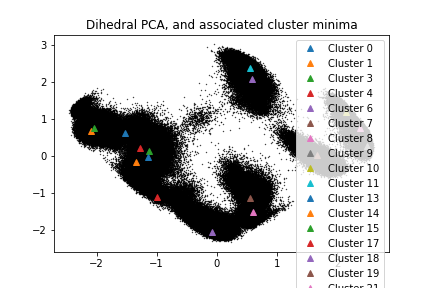 Dihedral PCA, and associated cluster minima
3
2
1
0
−1
−2
−2
−1
0
1
Cluster 0
Cluster 1
Cluster 3
Cluster 4
Cluster 6
Cluster 7
Cluster 8
Cluster 9
Cluster 10
Cluster 11
Cluster 13
Cluster 14
Cluster 15
Cluster 17
Cluster 18
Cluster 19
Cluster 21